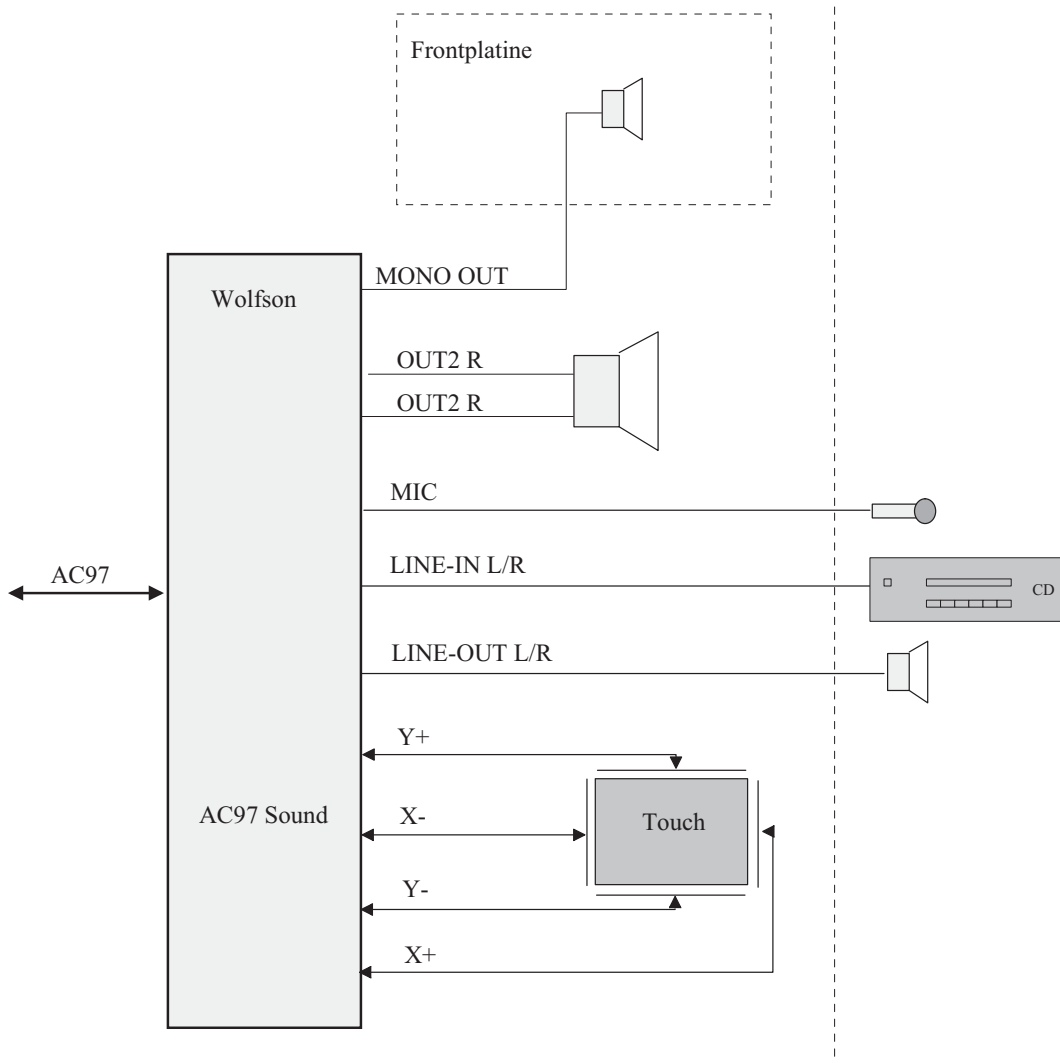 Frontplatine
MONO OUT
Wolfson
OUT2 R
OUT2 R
MIC
LINE-IN L/R
AC97
CD
LINE-OUT L/R
Y+
AC97 Sound
X-
Touch
Y-
X+